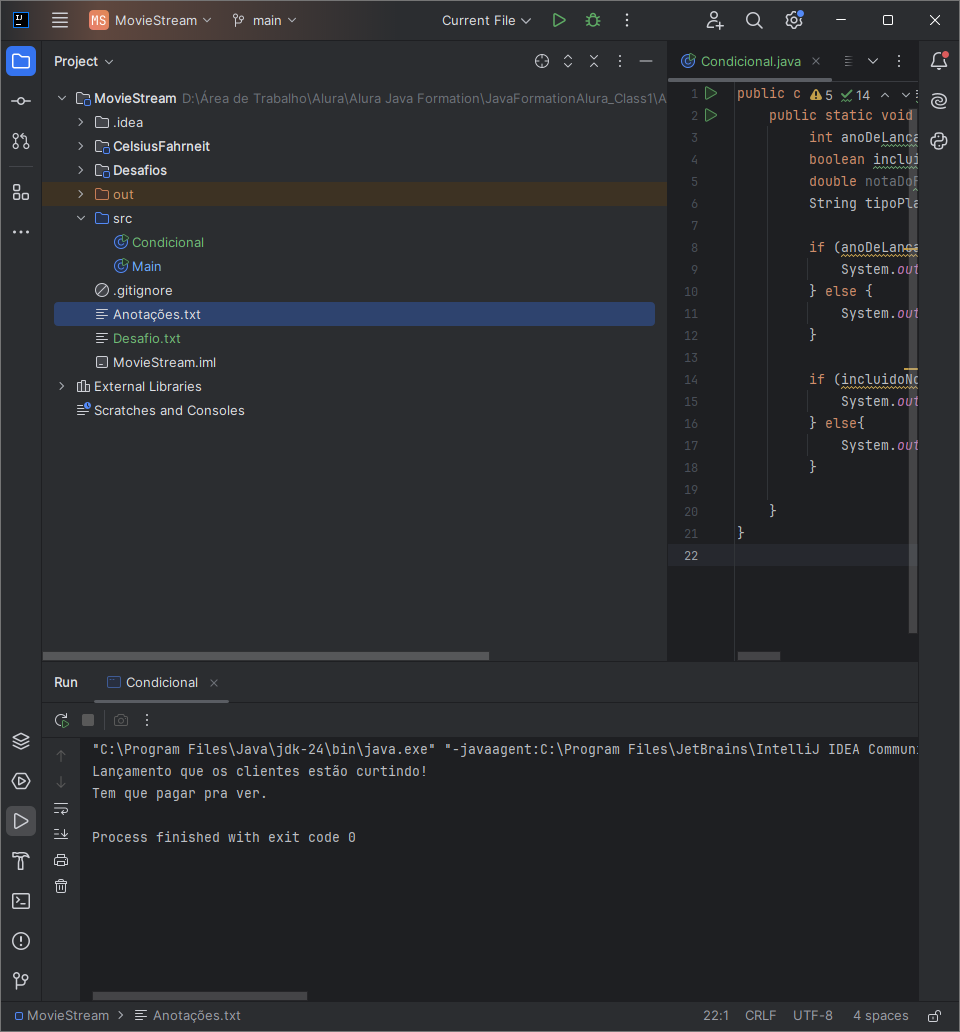 MS MovieStream main Current File
Project
MovieStream D:\Área de Trabalho\Alura\Alura Java Formation\JavaFormationAlura_Class1\A
.idea
CelsiusFahrneit
Desafios
out
src
Condicional
Main
.gitignore
Anotações.txt
Desafio.txt
MovieStream.iml
External Libraries
Scratches and Consoles
Condicional.java
5 14
1 public c
2 public static void
3 int anoDeLanca
4 boolean inclui
5 double notaDoF
6 String tipoPla
7
8 if (anoDeLanca
9 System.out
10 } else {
11 System.out
12 }
13
14 if (incluidoNo
15 System.out
16 } else{
17 System.out
18 }
19
20 }
21 }
22
Run Condicional
"C:\Program Files\Java\jdk-24\bin\java.exe" "-javaagent:C:\Program Files\JetBrains\IntelliJ IDEA Communi
Lançamento que os clientes estão curtindo!
Tem que pagar pra ver.
Process finished with exit code 0
MovieStream > Anotações.txt 22:1 CRLF UTF-8 4 spaces